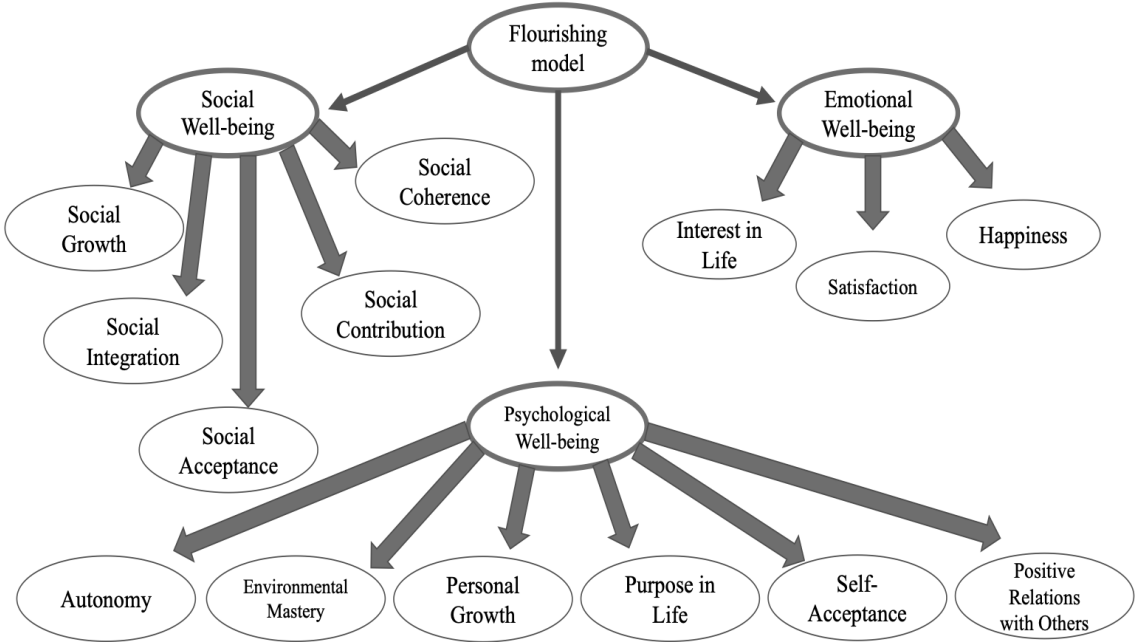 Flourishing
model
Social
Well-being
Emotional
Well-being
Social
Coherence
Social
Growth
Interest in
Life
Happiness
Satisfaction
Social
Contribution
Social
Integration
Social
Acceptance
Psychological
Well-being
Autonomy
Environmental
Mastery
Personal
Growth
Purpose in
Life
Self-
Acceptance
Positive
Relations
with Others